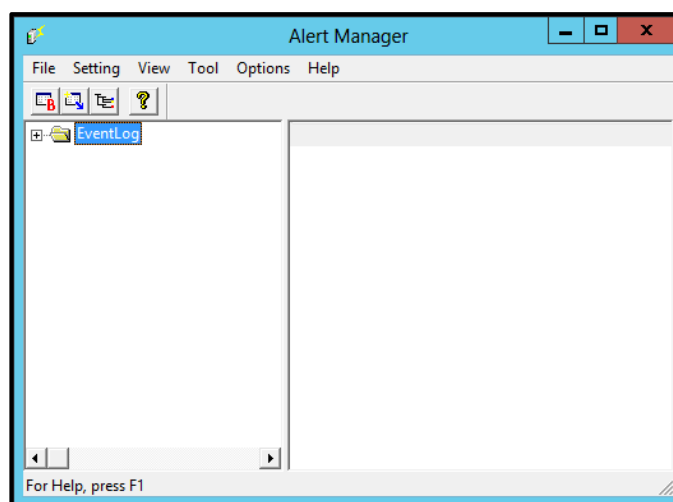 Alert Manager
File Setting View Tool Options Help
EventLog
For Help, press F1